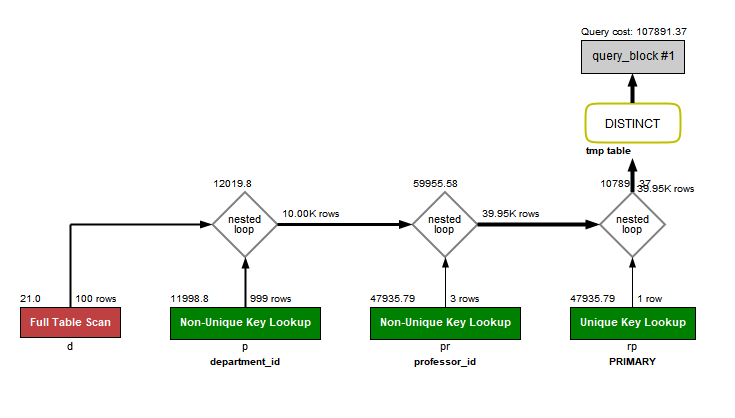 Query cost: 107891.37
query_block #1
DISTINCT
tmp table
12019.8
59955.58
107891.37
39.95K rows
nested
loop
10.00K rows
nested
loop
39.95K rows
nested
loop
21.0
100 rows
11998.8
999 rows
47935.79
3 rows
47935.79
1 row
Full Table Scan
Non-Unique Key Lookup
Non-Unique Key Lookup
Unique Key Lookup
d
p
pr
rp
department_id
professor_id
PRIMARY